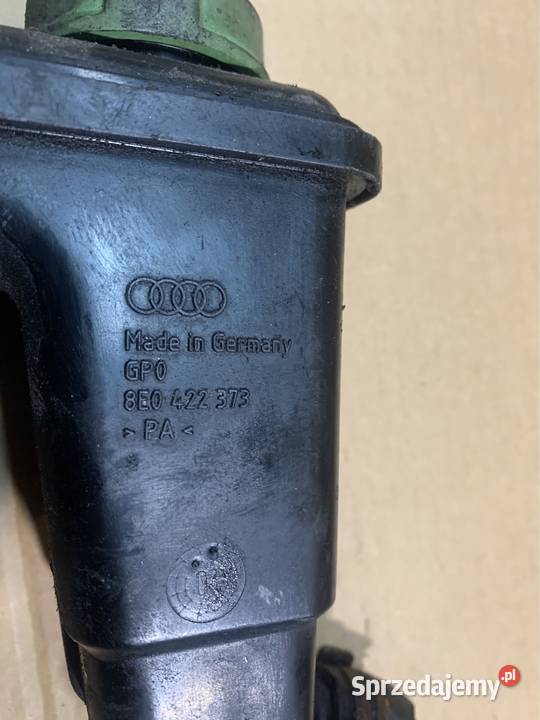 Made in Germany
GPO
8E0 422 373
> PA <
Sprzedajemy.pl